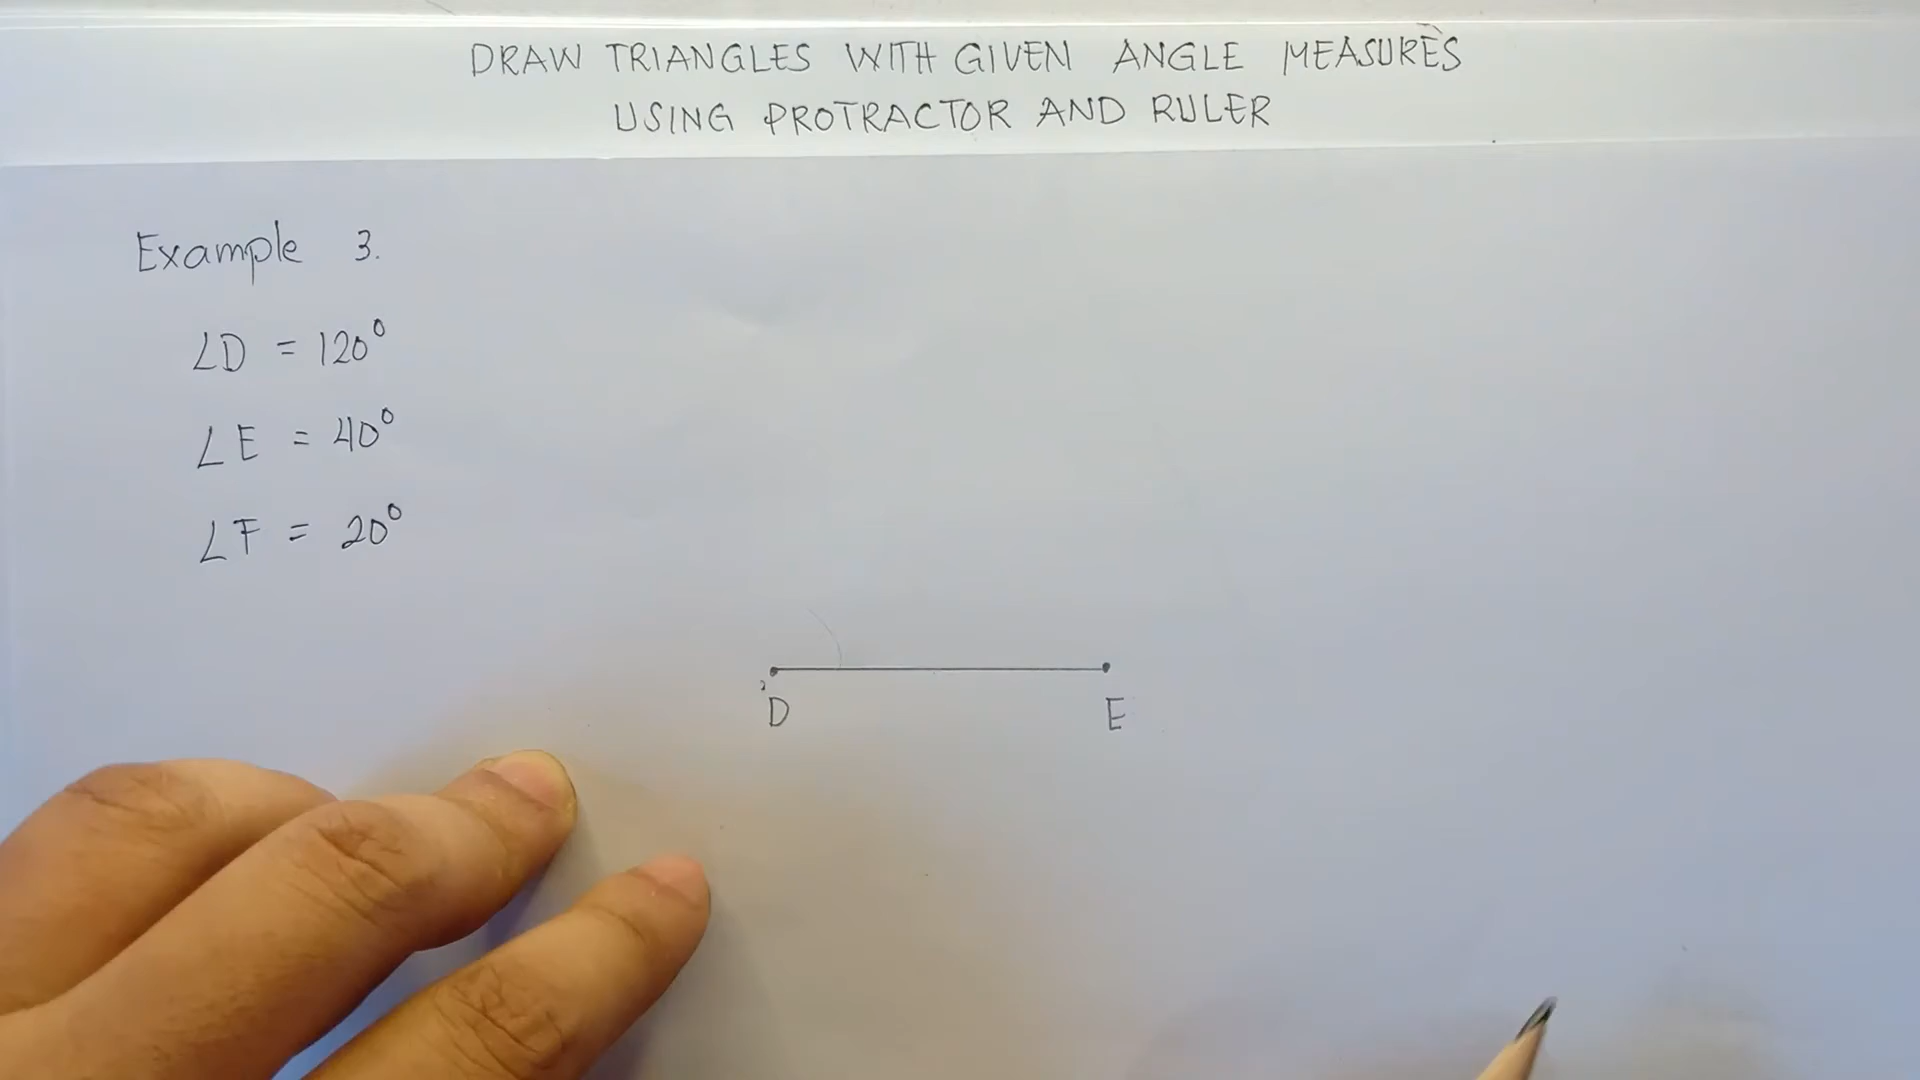 DRAW TRIANGLES WITH GIVEN ANGLE MEASURES
USING PROTRACTOR AND RULER
Example 3.
∠D = 120°
∠E = 40°
∠F = 20°
D E